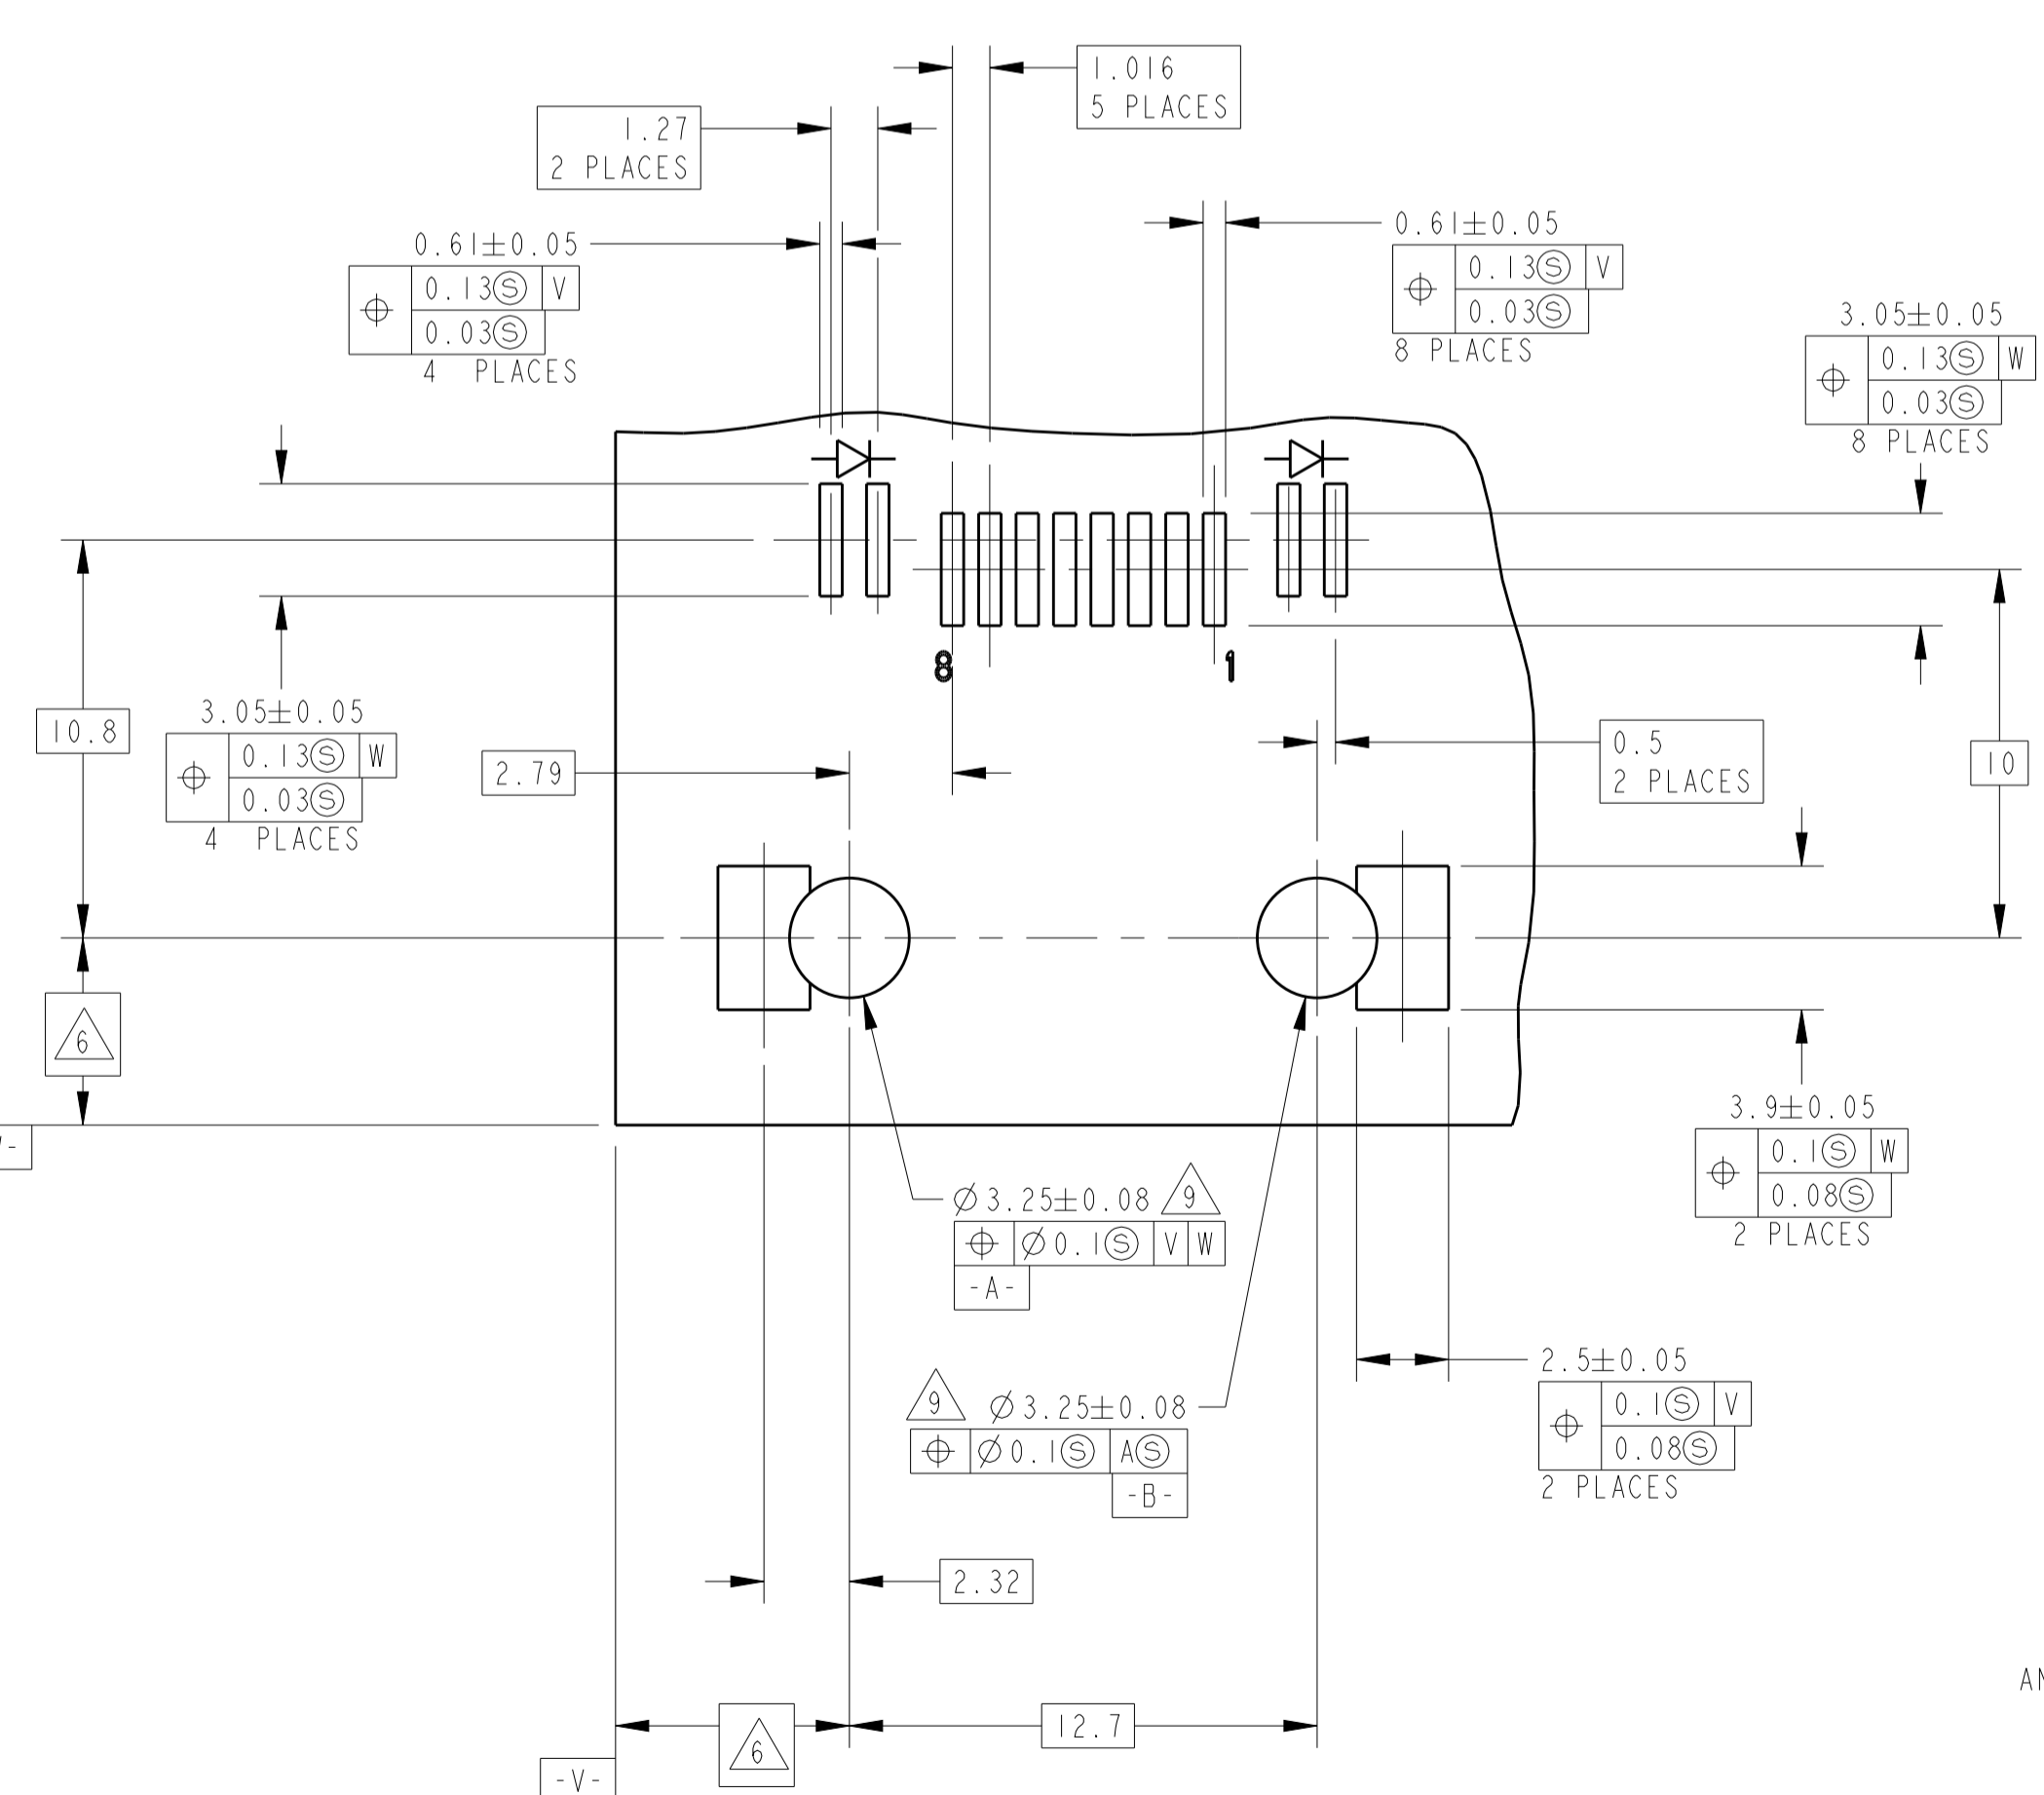 1.016
5 PLACES
1.27
2 PLACES
0.61±0.05
0.13Ⓢ V
0.03Ⓢ
4 PLACES
0.61±0.05
0.13Ⓢ V
0.03Ⓢ
8 PLACES
3.05±0.05
0.13Ⓢ W
0.03Ⓢ
8 PLACES
8 1
10.8
3.05±0.05
0.13Ⓢ W
0.03Ⓢ
4 PLACES
2.79
0.5
2 PLACES
10
6
3.9±0.05
0.1Ⓢ W
0.08Ⓢ
2 PLACES
⌀3.25±0.08 9
⌀0.1Ⓢ V W
-A-
9 ⌀3.25±0.08
⌀0.1Ⓢ AⓈ
-B-
2.5±0.05
0.1Ⓢ V
0.08Ⓢ
2 PLACES
2.32
6
12.7
-V-